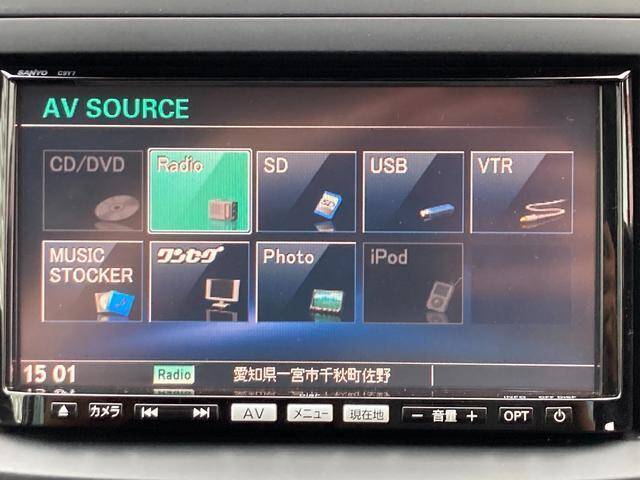 SANYO C9Y7
AV SOURCE
CD/DVD Radio SD USB VTR
MUSIC STOCKER ワンセグ Photo iPod
15 01 Radio 愛知県一宮市千秋町佐野
カメラ AV メニュー 現在地 − 音量 + OPT